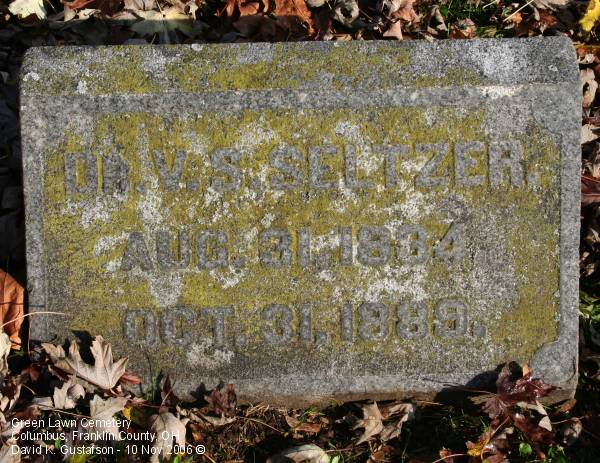 DR. V. S. SELTZER.
AUG. 31, 1834
OCT. 31, 1889.
Green Lawn Cemetery
Columbus, Franklin County, OH
David K. Gustafson - 10 Nov 2006 ©